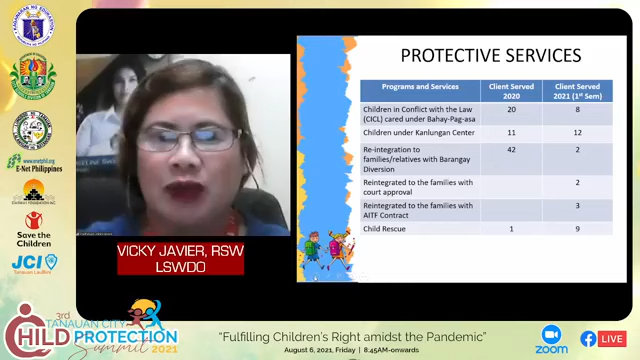 KAGAWARAN NG EDUKASYON
E-Net Philippines
Save the
Children
JCI
Tanauan
VICKY JAVIER, RSW
LSWDO
PROTECTIVE SERVICES
Programs and Services
Client Served
2020
Client Served
2021 (1st Sem)
Children in Conflict with the Law
(CICL) cared under Bahay-Pag-asa
20
8
Children under Kanlungan Center
11
12
Re-integration to
families/relatives with Barangay
Diversion
42
2
Reintegrated to the families with
court approval
2
Reintegrated to the families with
AITF Contract
3
Child Rescue
1
9
3rd
TANAUAN CITY
CHILD PROTECTION
Summit 2021
“Fulfilling Children’s Right amidst the Pandemic”
August 6, 2021, Friday | 8:45AM-onwards
zoom
LIVE